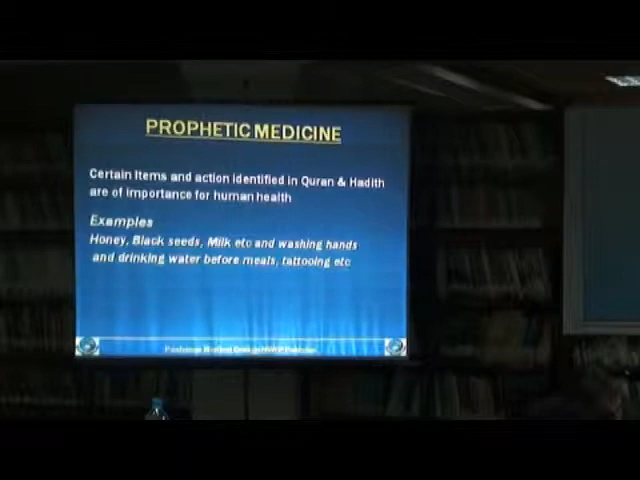 PROPHETIC MEDICINE
Certain Items and action identified in Quran & Hadith
are of importance for human health
Examples
Honey, Black seeds, Milk etc and washing hands
and drinking water before meals, tattooing etc